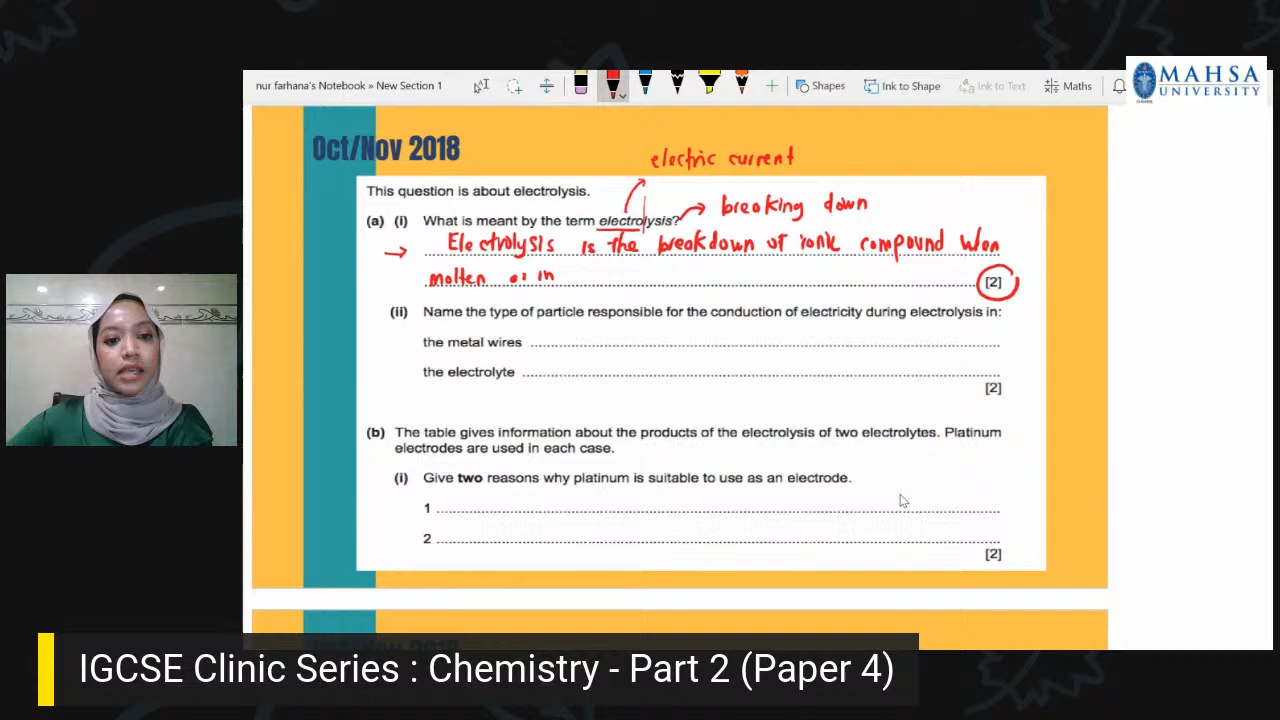 nur farhana's Notebook » New Section 1
Shapes
Ink to Shape
Ink to Text
Maths
MAHSA
UNIVERSITY
Oct/Nov 2018
electric current
This question is about electrolysis.
breaking down
(a) (i) What is meant by the term electrolysis?
→ Electrolysis is the breakdown of ionic compound when
molten or in
[2]
(ii) Name the type of particle responsible for the conduction of electricity during electrolysis in:
the metal wires
the electrolyte
[2]
(b) The table gives information about the products of the electrolysis of two electrolytes. Platinum
electrodes are used in each case.
(i) Give two reasons why platinum is suitable to use as an electrode.
1
2
[2]
IGCSE Clinic Series : Chemistry - Part 2 (Paper 4)